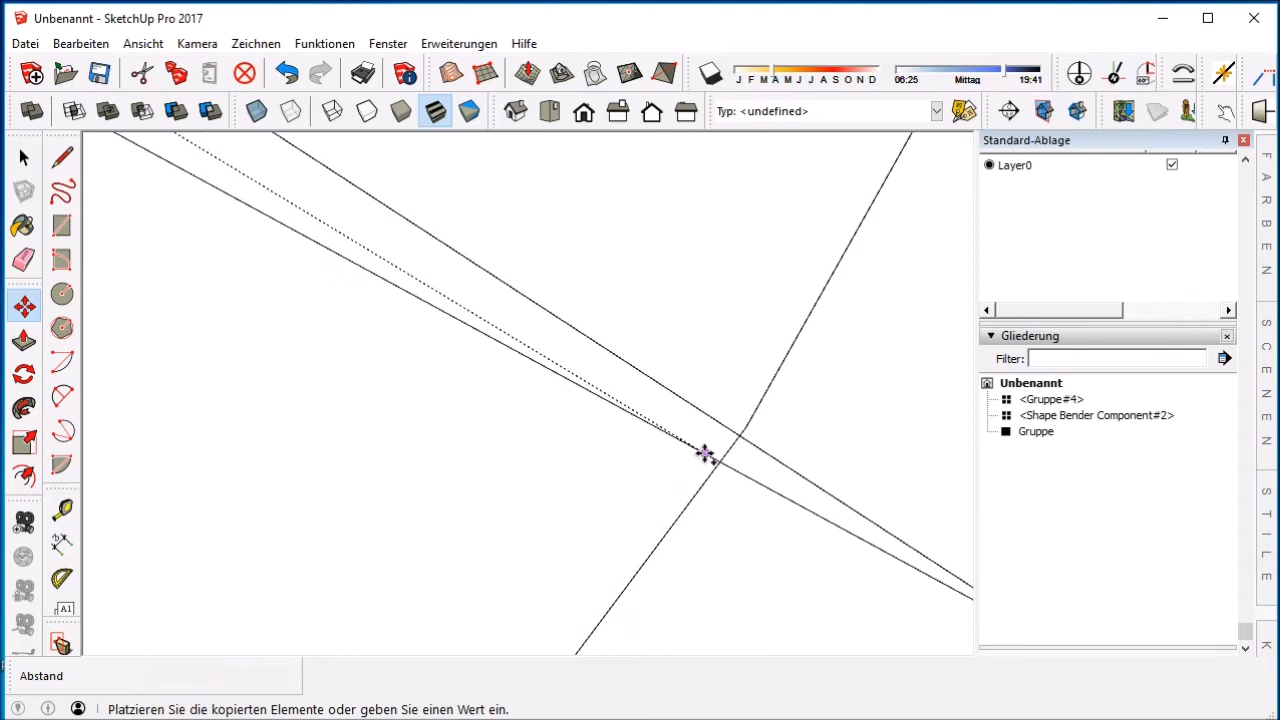 Unbenannt - SketchUp Pro 2017
Datei Bearbeiten Ansicht Kamera Zeichnen Funktionen Fenster Erweiterungen Hilfe
J F M A M J J A S O N D 06:25 Mittag 19:41
Typ: <undefined>
Standard-Ablage
Layer0
Gliederung
Filter:
Unbenannt
<Gruppe#4>
<Shape Bender Component#2>
Gruppe
FARBEN
SCENEN
STILE
K
A1
Abstand
Platzieren Sie die kopierten Elemente oder geben Sie einen Wert ein.